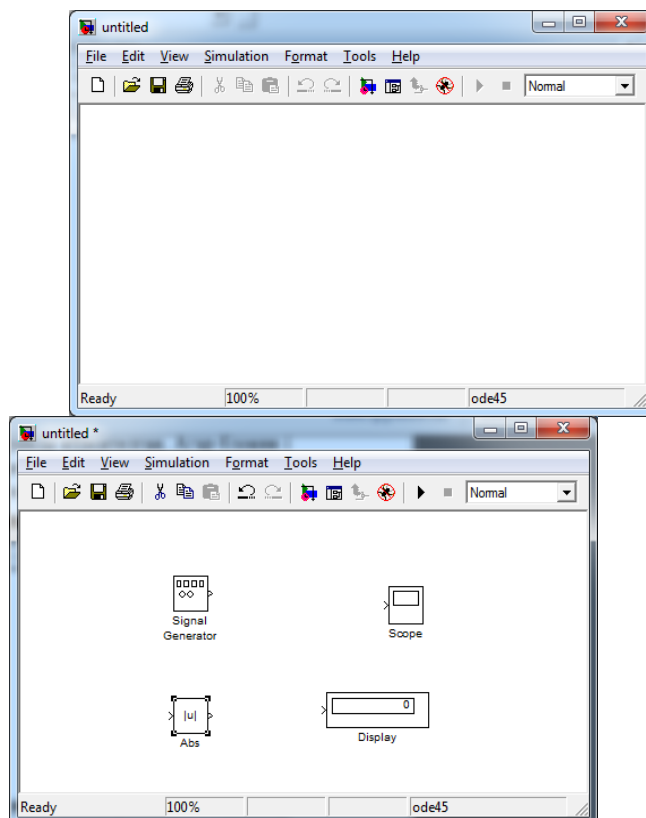 untitled
File Edit View Simulation Format Tools Help
Normal
Ready 100% ode45
untitled *
File Edit View Simulation Format Tools Help
Normal
Signal
Generator
Scope
|u|
Abs
0
Display
Ready 100% ode45